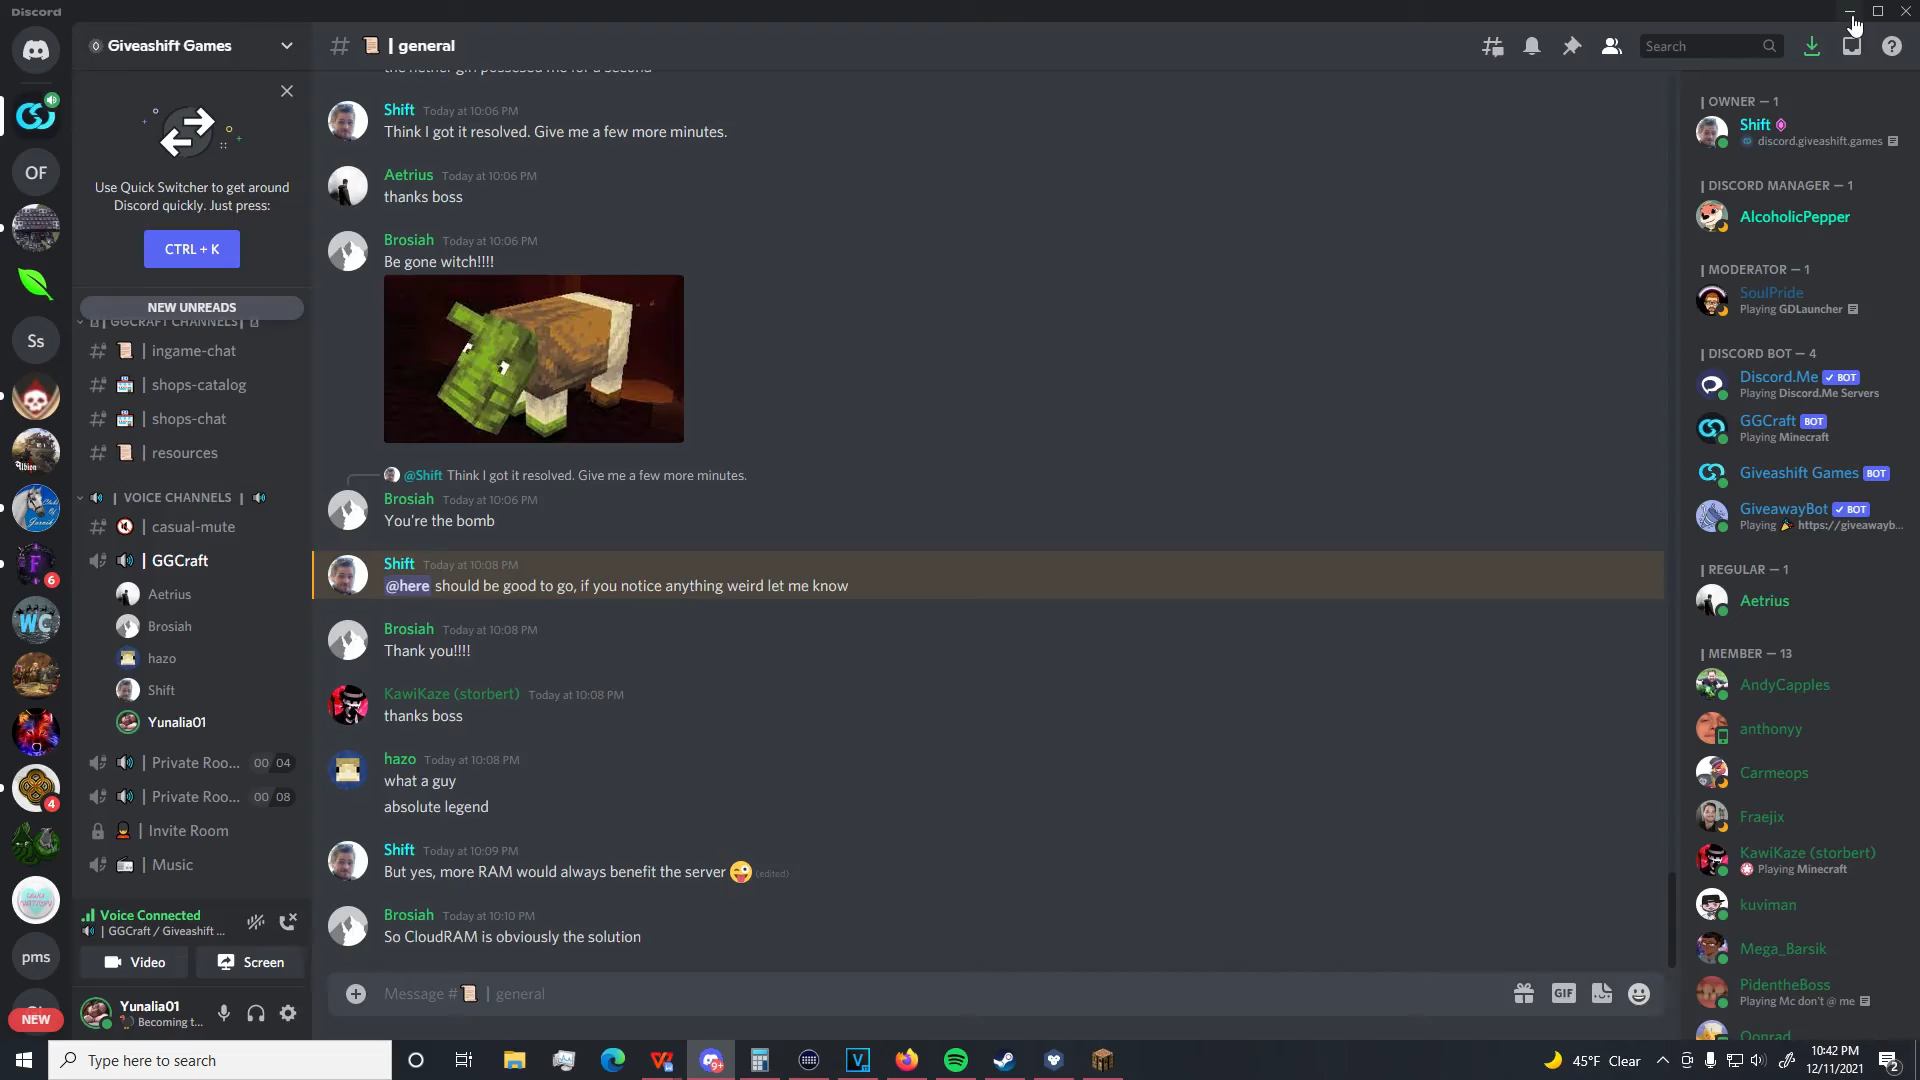 Discord
Giveashift Games
| general
Search
Use Quick Switcher to get around
Discord quickly. Just press:
CTRL + K
NEW UNREADS
| GGCRAFT CHANNELS |
| ingame-chat
| shops-catalog
| shops-chat
| resources
| VOICE CHANNELS |
casual-mute
| GGCraft
Aetrius
Brosiah
hazo
Shift
Yunalia01
| Private Roo... 00 04
| Private Roo... 00 08
| Invite Room
| Music
Voice Connected
| GGCraft / Giveashift ...
Video
Screen
Yunalia01
Becoming t...
OF
Ss
Albion
6
WC
4
pms
NEW
Shift Today at 10:06 PM
Think I got it resolved. Give me a few more minutes.
Aetrius Today at 10:06 PM
thanks boss
Brosiah Today at 10:06 PM
Be gone witch!!!!
@Shift Think I got it resolved. Give me a few more minutes.
Brosiah Today at 10:06 PM
You're the bomb
Shift Today at 10:08 PM
@here should be good to go, if you notice anything weird let me know
Brosiah Today at 10:08 PM
Thank you!!!!
KawiKaze (storbert) Today at 10:08 PM
thanks boss
hazo Today at 10:08 PM
what a guy
absolute legend
Shift Today at 10:09 PM
But yes, more RAM would always benefit the server 😜 (edited)
Brosiah Today at 10:10 PM
So CloudRAM is obviously the solution
Message # | general
GIF
| OWNER — 1
Shift
discord.giveashift.games
| DISCORD MANAGER — 1
AlcoholicPepper
| MODERATOR — 1
SoulPride
Playing GDLauncher
| DISCORD BOT — 4
Discord.Me ✓ BOT
Playing Discord.Me Servers
GGCraft BOT
Playing Minecraft
Giveashift Games BOT
GiveawayBot ✓ BOT
Playing 🎉 https://giveawayb...
| REGULAR — 1
Aetrius
| MEMBER — 13
AndyCapples
anthonyy
Carmeops
Fraejix
KawiKaze (storbert)
Playing Minecraft
kuviman
Mega_Barsik
PidentheBoss
Playing Mc don't @ me
Type here to search
9+
45°F Clear
10:42 PM
12/11/2021
2